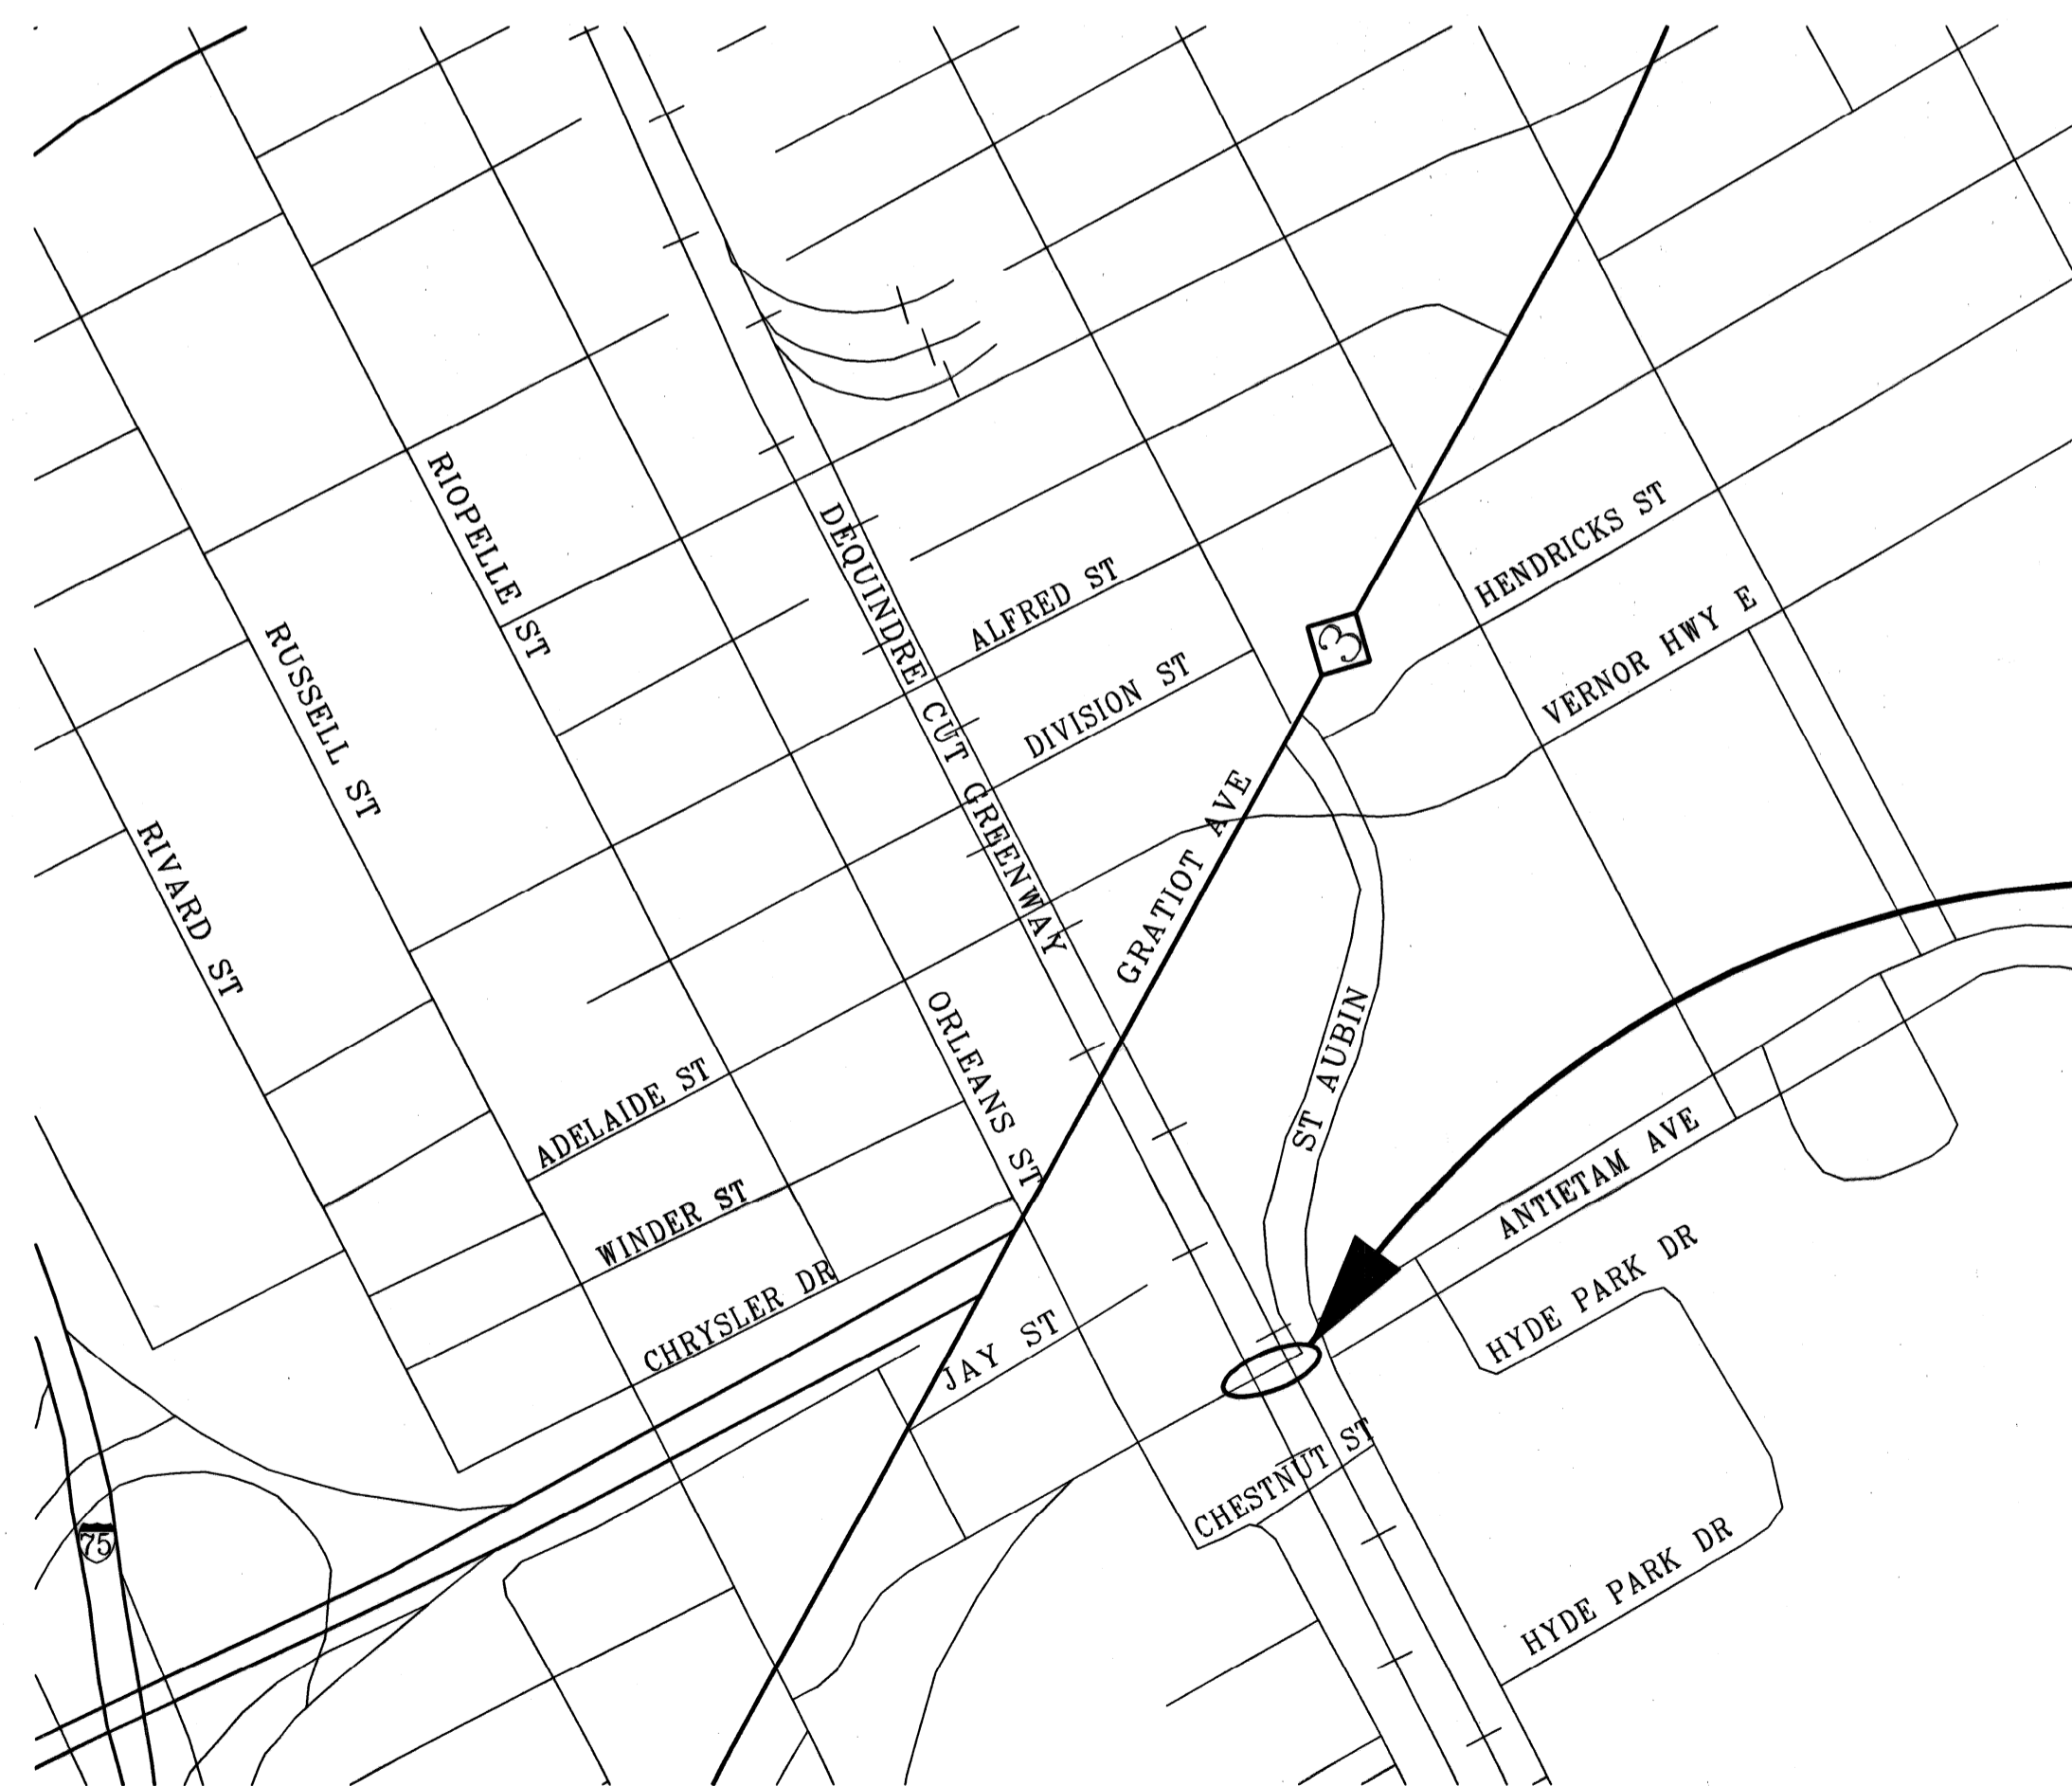 RIOPELLE ST
DEQUINDRE CUT GREENWAY
ALFRED ST
HENDRICKS ST
VERNOR HWY E
3
RUSSELL ST
DIVISION ST
GRATIOT AVE
RIVARD ST
ORLEANS ST
ST AUBIN
ADELAIDE ST
ANTIETAM AVE
WINDER ST
HYDE PARK DR
CHRYSLER DR
JAY ST
CHESTNUT ST
75
HYDE PARK DR